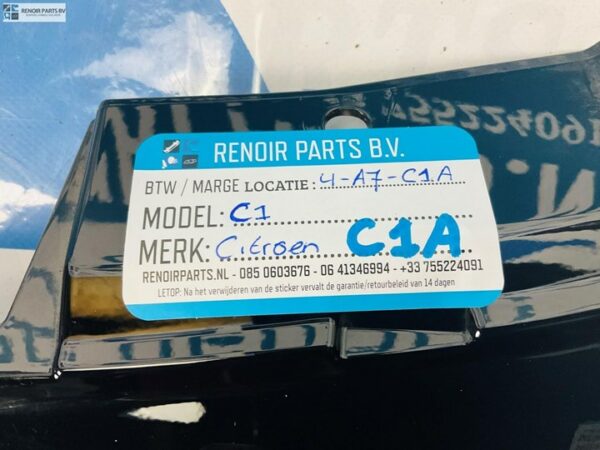 RENOIR PARTS BV
755224091
RENOIR PARTS B.V.
BTW / MARGE LOCATIE: 4-A7-C1A
MODEL: C1
MERK: Citroen C1A
RENOIRPARTS.NL - 085 0603676 - 06 41346994 - +33 755224091
LETOP: Na het verwijderen van de sticker vervalt de garantie/retourbeleid van 14 dagen